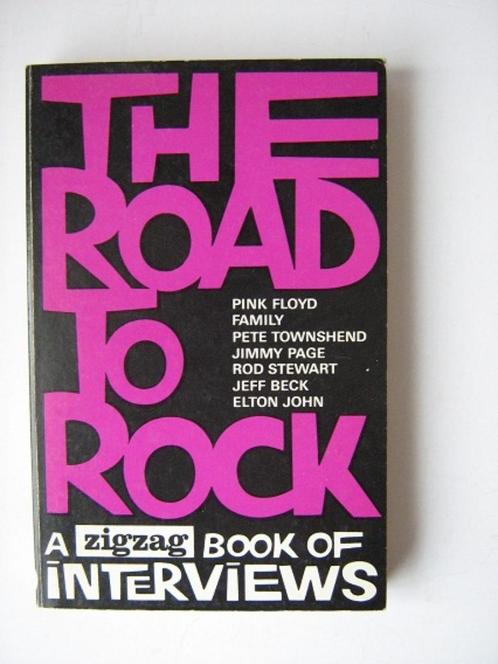 THE
ROAD
TO
PINK FLOYD
FAMILY
PETE TOWNSHEND
JIMMY PAGE
ROD STEWART
JEFF BECK
ELTON JOHN
ROCK
A zigzag BOOK OF
INTERVIEWS